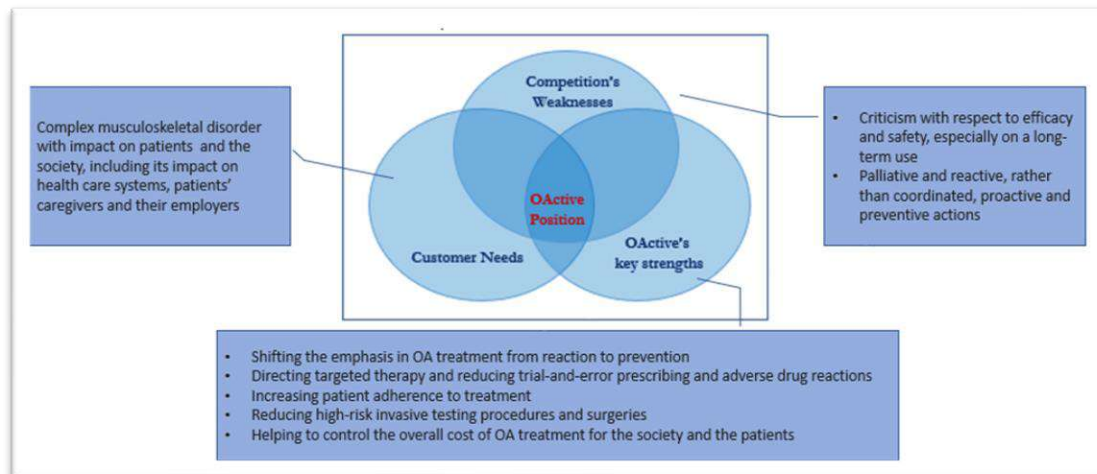 Competition's
Weaknesses
Complex musculoskeletal disorder
with impact on patients and the
society, including its impact on
health care systems, patients'
caregivers and their employers
• Criticism with respect to efficacy
and safety, especially on a long-
term use
• Palliative and reactive, rather
than coordinated, proactive and
preventive actions
OActive
Position
Customer Needs
OActive's
key strengths
• Shifting the emphasis in OA treatment from reaction to prevention
• Directing targeted therapy and reducing trial-and-error prescribing and adverse drug reactions
• Increasing patient adherence to treatment
• Reducing high-risk invasive testing procedures and surgeries
• Helping to control the overall cost of OA treatment for the society and the patients